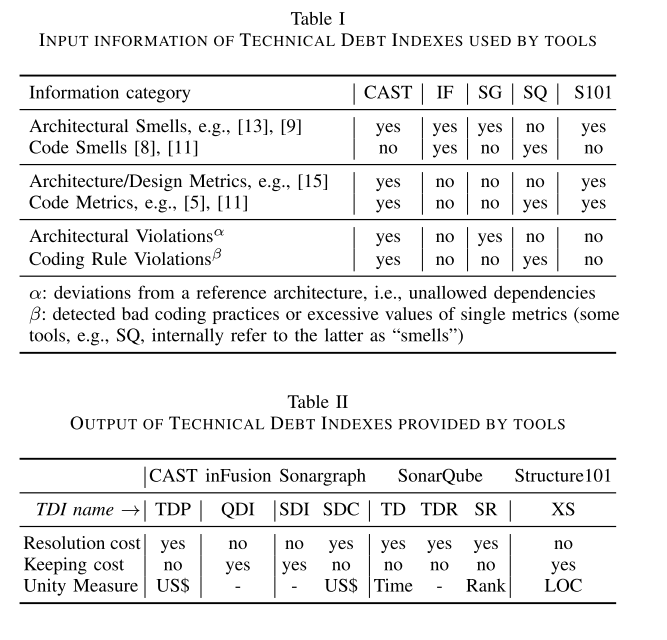 Table I
INPUT INFORMATION OF TECHNICAL DEBT INDEXES USED BY TOOLS
Information category | CAST | IF | SG | SQ | S101
Architectural Smells, e.g., [13], [9] | yes | yes | yes | no | yes
Code Smells [8], [11] | no | yes | no | yes | no
Architecture/Design Metrics, e.g., [15] | yes | no | no | no | yes
Code Metrics, e.g., [5], [11] | yes | no | no | yes | yes
Architectural Violationsα | yes | no | yes | no | no
Coding Rule Violationsβ | yes | no | no | yes | no
α: deviations from a reference architecture, i.e., unallowed dependencies
β: detected bad coding practices or excessive values of single metrics (some
tools, e.g., SQ, internally refer to the latter as “smells”)
Table II
OUTPUT OF TECHNICAL DEBT INDEXES PROVIDED BY TOOLS
| CAST inFusion Sonargraph SonarQube Structure101
TDI name → | TDP | QDI | SDI SDC | TD TDR SR | XS
Resolution cost | yes | no | no yes | yes yes yes | no
Keeping cost | no | yes | yes no | no no no | yes
Unity Measure | US$ | - | - US$ | Time - Rank | LOC